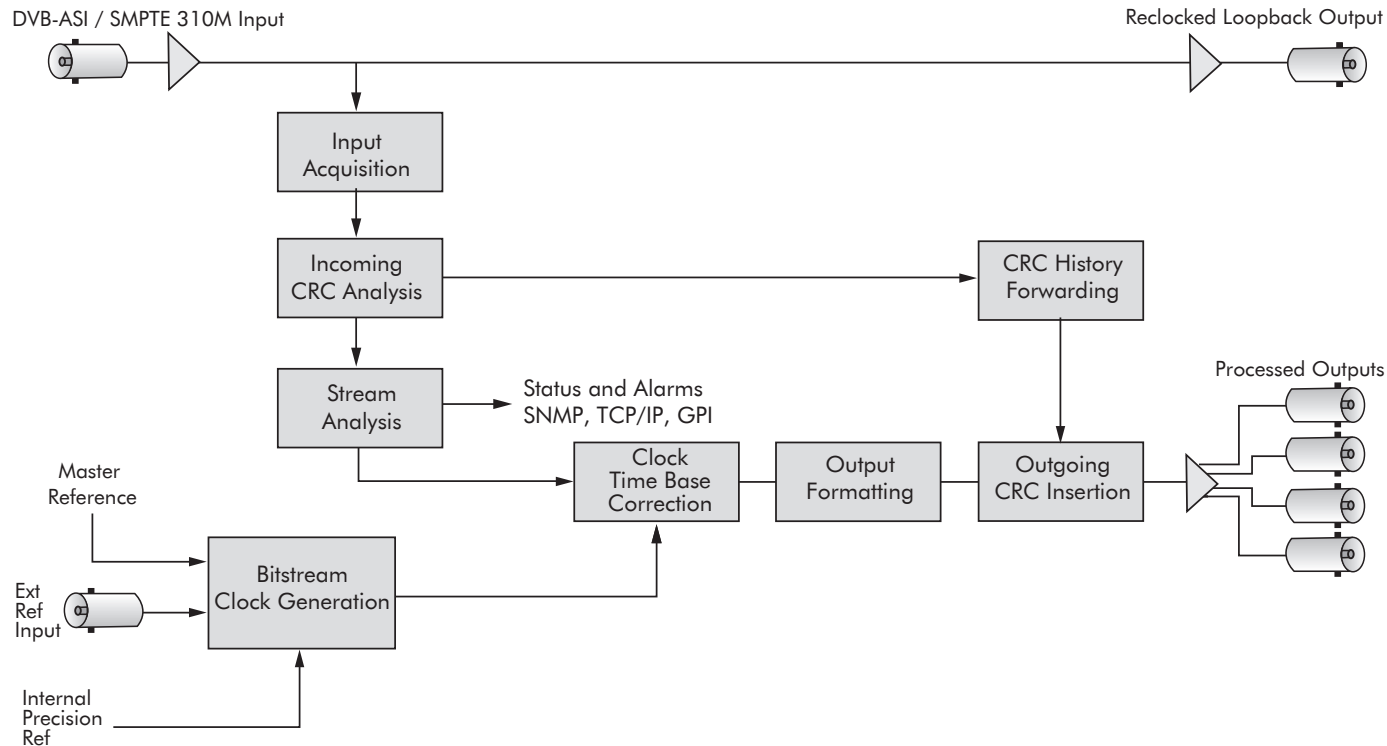 DVB-ASI / SMPTE 310M Input
Reclocked Loopback Output
Input
Acquisition
Incoming
CRC Analysis
CRC History
Forwarding
Stream
Analysis
Status and Alarms
SNMP, TCP/IP, GPI
Processed Outputs
Master
Reference
Clock
Time Base
Correction
Output
Formatting
Outgoing
CRC Insertion
Bitstream
Clock Generation
Ext
Ref
Input
Internal
Precision
Ref